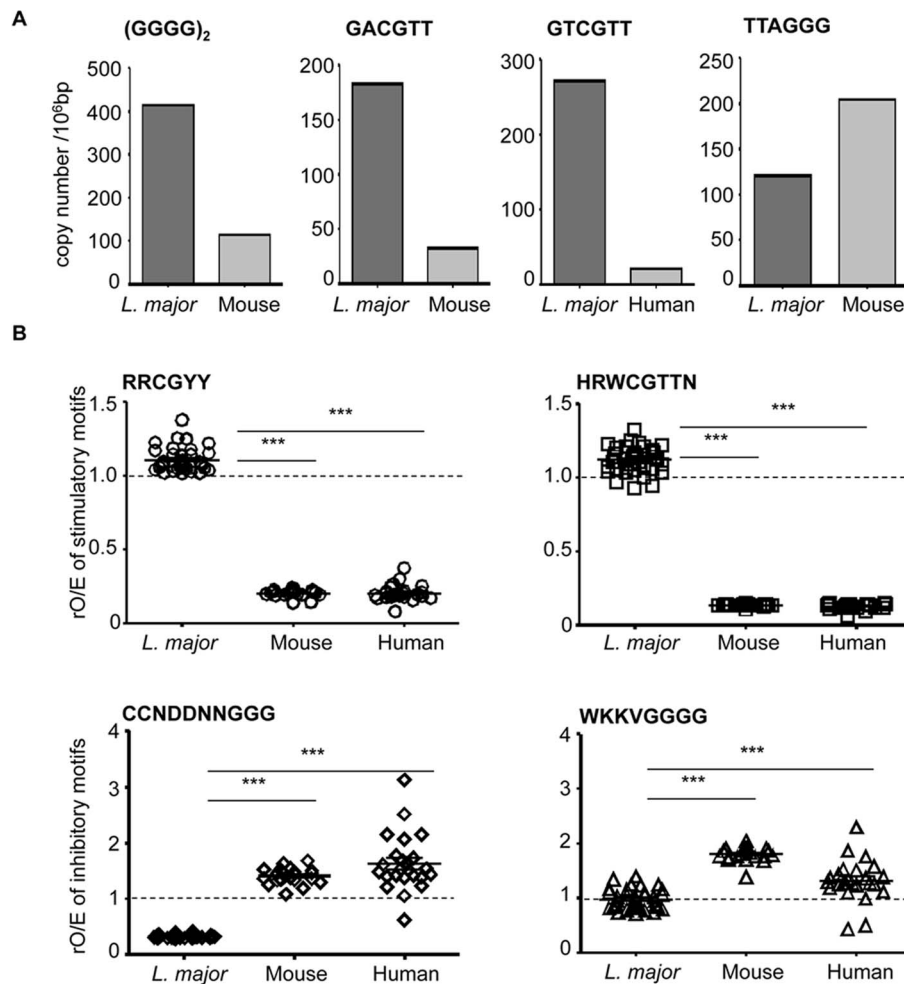 A
(GGGG)₂ GACGTT GTCGTT TTAGGG
copy number /10⁶bp
500
400
300
200
100
0
L. major Mouse
200
150
100
50
0
L. major Mouse
300
200
100
0
L. major Human
250
200
150
100
50
0
L. major Mouse
B
RRCGYY
rO/E of stimulatory motifs
1.5
1.0
0.5
0
***
***
L. major Mouse Human
HRWCGTTN
1.5
1.0
0.5
0
***
***
L. major Mouse Human
CCNDDNNGGG
rO/E of inhibitory motifs
4
3
2
1
0
***
***
L. major Mouse Human
WKKVGGGG
4
3
2
1
0
***
***
L. major Mouse Human